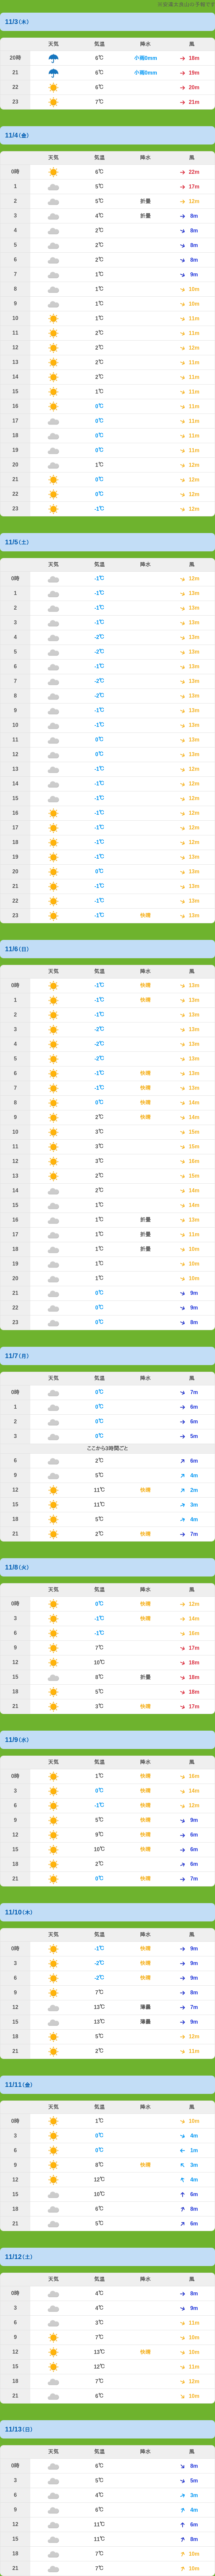 11/3（木）
天気 気温 降水 風
20時 6℃ 小雨0mm 18m
21 6℃ 小雨0mm 19m
22 6℃ 20m
23 7℃ 21m
11/4（金）
天気 気温 降水 風
0時 6℃ 22m
1 5℃ 17m
2 5℃ 折曇 12m
3 4℃ 折曇 8m
4 2℃ 8m
5 2℃ 8m
6 2℃ 8m
7 1℃ 9m
8 1℃ 10m
9 1℃ 10m
10 1℃ 11m
11 2℃ 11m
12 2℃ 12m
13 2℃ 11m
14 2℃ 11m
15 1℃ 11m
16 0℃ 11m
17 0℃ 11m
18 0℃ 11m
19 0℃ 11m
20 1℃ 12m
21 0℃ 12m
22 0℃ 12m
23 -1℃ 12m
11/5（土）
天気 気温 降水 風
0時 -1℃ 12m
1 -1℃ 13m
2 -1℃ 13m
3 -1℃ 13m
4 -2℃ 13m
5 -2℃ 13m
6 -1℃ 13m
7 -2℃ 13m
8 -2℃ 13m
9 -1℃ 13m
10 -1℃ 13m
11 0℃ 13m
12 0℃ 12m
13 -1℃ 12m
14 -1℃ 12m
15 -1℃ 12m
16 -1℃ 12m
17 -1℃ 12m
18 -1℃ 12m
19 -1℃ 13m
20 0℃ 13m
21 -1℃ 13m
22 -1℃ 13m
23 -1℃ 快晴 13m
11/6（日）
天気 気温 降水 風
0時 -1℃ 快晴 13m
1 -1℃ 快晴 13m
2 -1℃ 13m
3 -2℃ 13m
4 -2℃ 13m
5 -2℃ 13m
6 -1℃ 快晴 13m
7 -1℃ 快晴 13m
8 0℃ 快晴 14m
9 2℃ 快晴 14m
10 3℃ 15m
11 3℃ 15m
12 3℃ 16m
13 2℃ 15m
14 2℃ 14m
15 1℃ 14m
16 1℃ 折曇 13m
17 1℃ 折曇 11m
18 1℃ 折曇 10m
19 1℃ 10m
20 1℃ 10m
21 0℃ 9m
22 0℃ 9m
23 0℃ 8m
11/7（月）
天気 気温 降水 風
0時 0℃ 7m
1 0℃ 6m
2 0℃ 6m
3 0℃ 5m
ここから3時間ごと
6 2℃ 6m
9 5℃ 4m
12 11℃ 快晴 2m
15 11℃ 3m
18 5℃ 4m
21 2℃ 快晴 7m
11/8（火）
天気 気温 降水 風
0時 0℃ 快晴 12m
3 -1℃ 快晴 14m
6 -1℃ 16m
9 7℃ 17m
12 10℃ 18m
15 8℃ 折曇 18m
18 5℃ 18m
21 3℃ 快晴 17m
11/9（水）
天気 気温 降水 風
0時 1℃ 快晴 16m
3 0℃ 快晴 14m
6 -1℃ 快晴 12m
9 5℃ 快晴 9m
12 9℃ 快晴 6m
15 10℃ 快晴 6m
18 2℃ 6m
21 0℃ 快晴 7m
11/10（木）
天気 気温 降水 風
0時 -1℃ 快晴 9m
3 -2℃ 快晴 9m
6 -2℃ 快晴 9m
9 7℃ 8m
12 13℃ 薄曇 7m
15 13℃ 薄曇 9m
18 5℃ 12m
21 2℃ 11m
11/11（金）
天気 気温 降水 風
0時 1℃ 10m
3 0℃ 4m
6 0℃ 1m
9 8℃ 快晴 3m
12 12℃ 4m
15 10℃ 6m
18 6℃ 8m
21 5℃ 6m
11/12（土）
天気 気温 降水 風
0時 4℃ 8m
3 4℃ 9m
6 3℃ 11m
9 7℃ 10m
12 13℃ 快晴 10m
15 12℃ 11m
18 7℃ 12m
21 6℃ 10m
11/13（日）
天気 気温 降水 風
0時 6℃ 8m
3 5℃ 5m
6 4℃ 3m
9 6℃ 4m
12 11℃ 6m
15 11℃ 8m
18 7℃ 10m
21 7℃ 10m